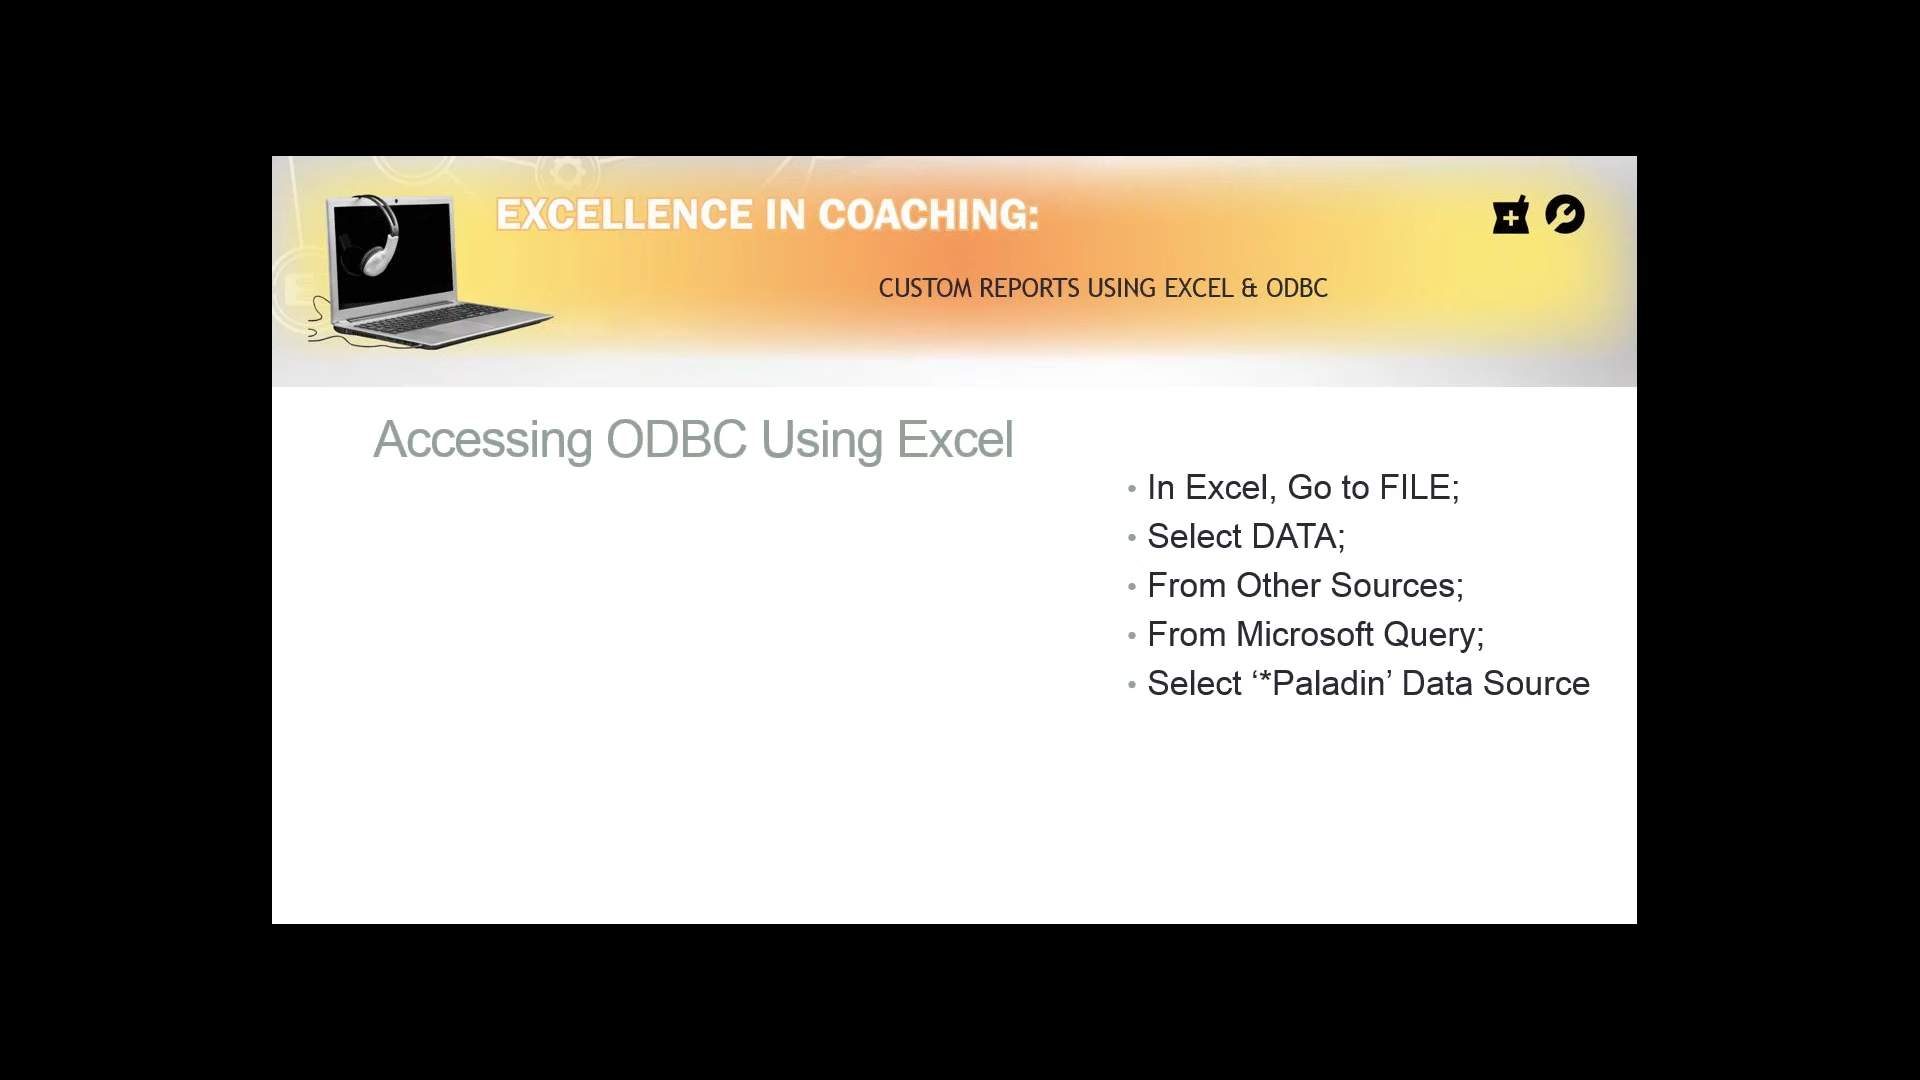 EXCELLENCE IN COACHING:
CUSTOM REPORTS USING EXCEL & ODBC
Accessing ODBC Using Excel
• In Excel, Go to FILE;
• Select DATA;
• From Other Sources;
• From Microsoft Query;
• Select ‘*Paladin’ Data Source